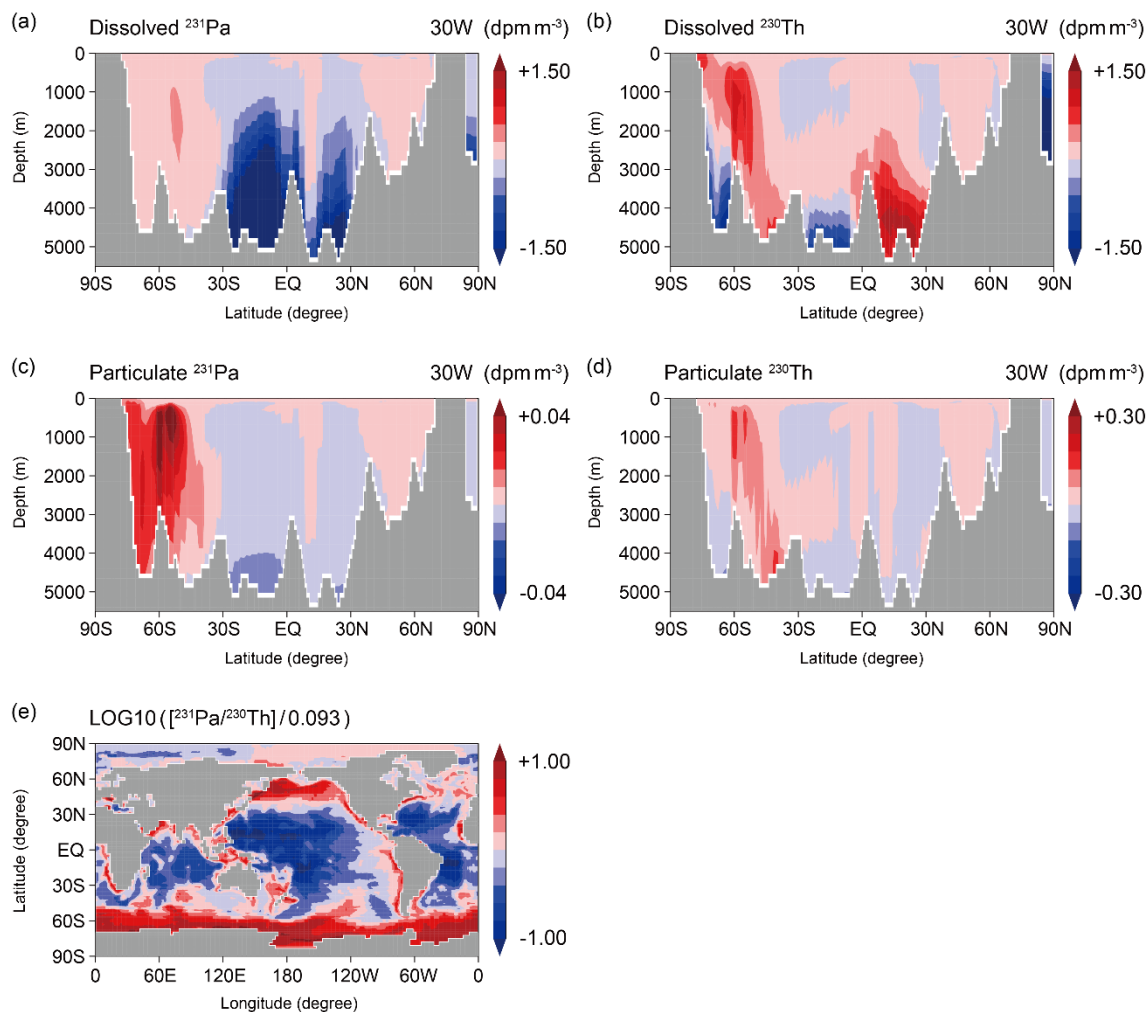 (a) Dissolved ²³¹Pa 30W (dpm m⁻³)
0
1000
2000
3000
4000
5000
Depth (m)
+1.50
-1.50
90S 60S 30S EQ 30N 60N 90N
Latitude (degree)
(b) Dissolved ²³⁰Th 30W (dpm m⁻³)
0
1000
2000
3000
4000
5000
Depth (m)
+1.50
-1.50
90S 60S 30S EQ 30N 60N 90N
Latitude (degree)
(c) Particulate ²³¹Pa 30W (dpm m⁻³)
0
1000
2000
3000
4000
5000
Depth (m)
+0.04
-0.04
90S 60S 30S EQ 30N 60N 90N
Latitude (degree)
(d) Particulate ²³⁰Th 30W (dpm m⁻³)
0
1000
2000
3000
4000
5000
Depth (m)
+0.30
-0.30
90S 60S 30S EQ 30N 60N 90N
Latitude (degree)
(e) LOG10 ([²³¹Pa/²³⁰Th] / 0.093)
90N
60N
30N
EQ
30S
60S
90S
Latitude (degree)
+1.00
-1.00
0 60E 120E 180 120W 60W 0
Longitude (degree)